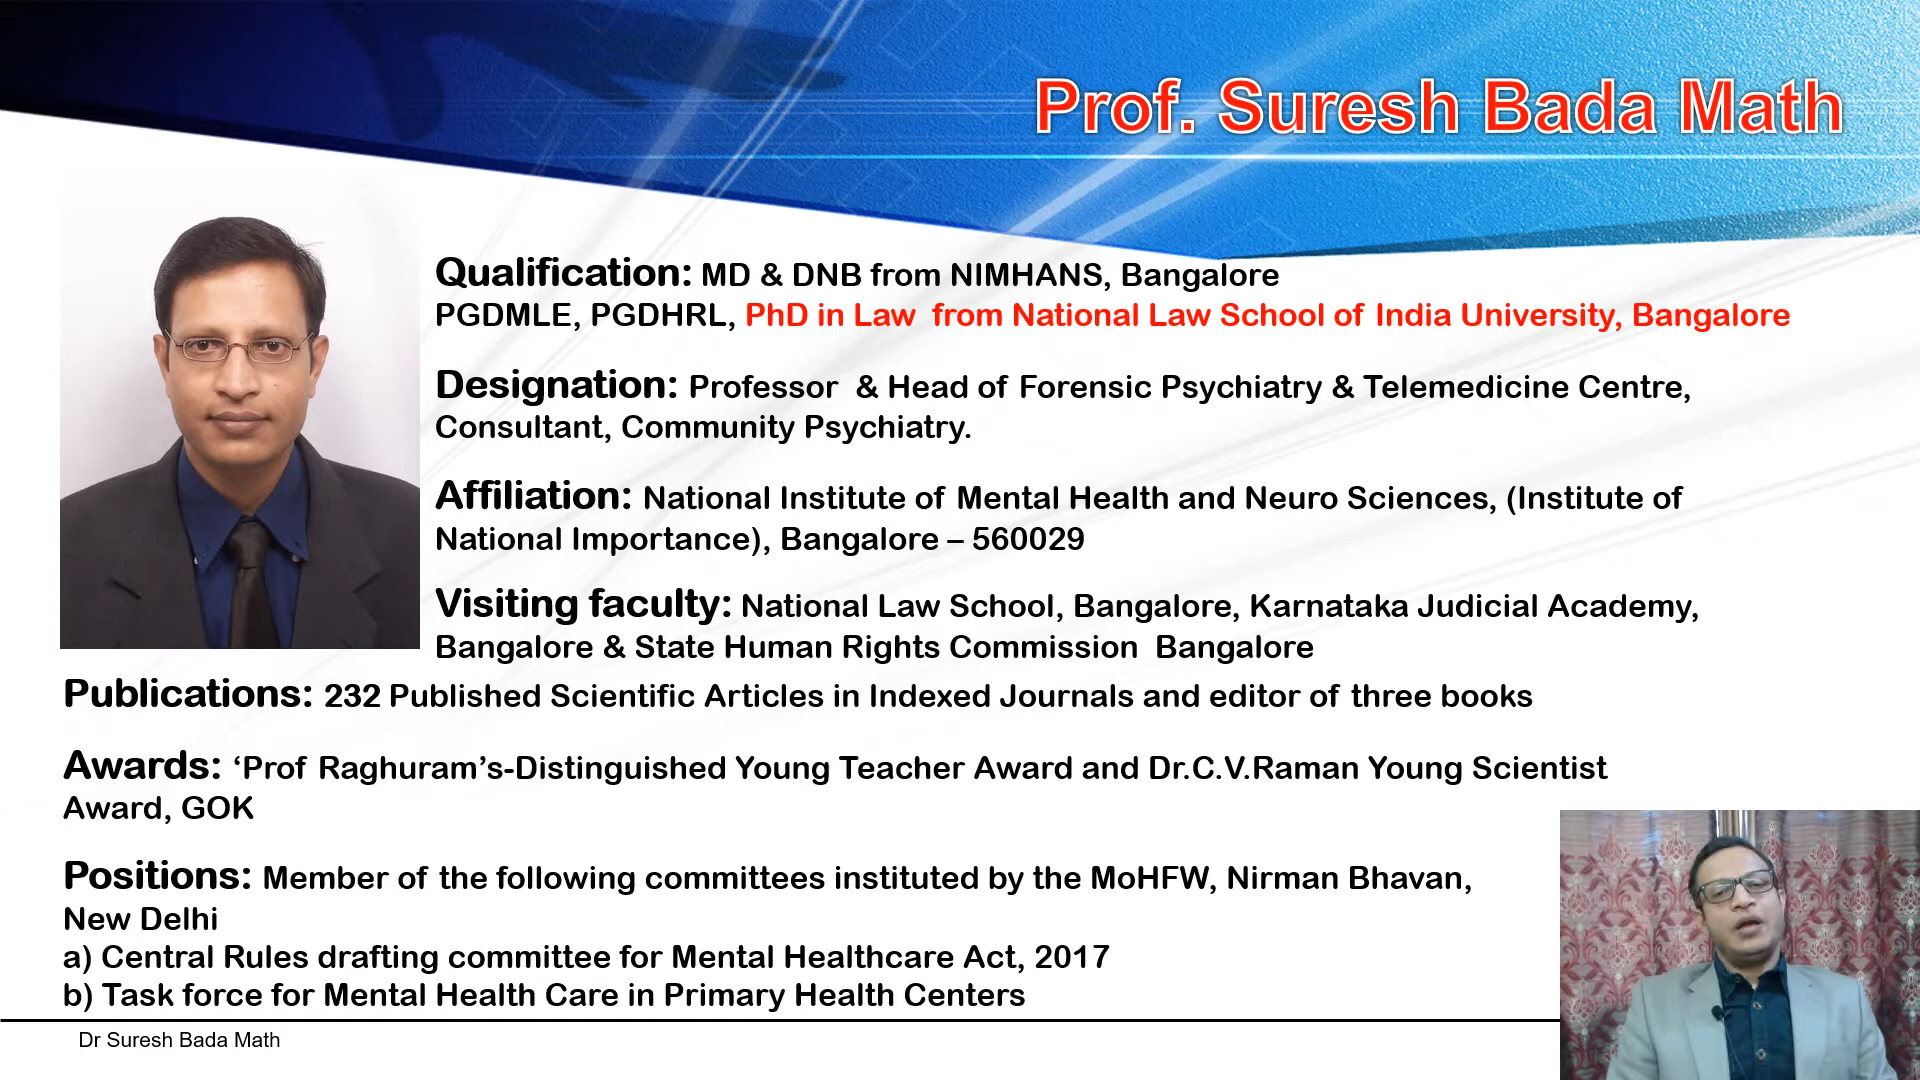 Prof. Suresh Bada Math
Qualification: MD & DNB from NIMHANS, Bangalore
PGDMLE, PGDHRL, PhD in Law from National Law School of India University, Bangalore
Designation: Professor & Head of Forensic Psychiatry & Telemedicine Centre,
Consultant, Community Psychiatry.
Affiliation: National Institute of Mental Health and Neuro Sciences, (Institute of
National Importance), Bangalore – 560029
Visiting faculty: National Law School, Bangalore, Karnataka Judicial Academy,
Bangalore & State Human Rights Commission Bangalore
Publications: 232 Published Scientific Articles in Indexed Journals and editor of three books
Awards: ‘Prof Raghuram’s-Distinguished Young Teacher Award and Dr.C.V.Raman Young Scientist
Award, GOK
Positions: Member of the following committees instituted by the MoHFW, Nirman Bhavan,
New Delhi
a) Central Rules drafting committee for Mental Healthcare Act, 2017
b) Task force for Mental Health Care in Primary Health Centers
Dr Suresh Bada Math